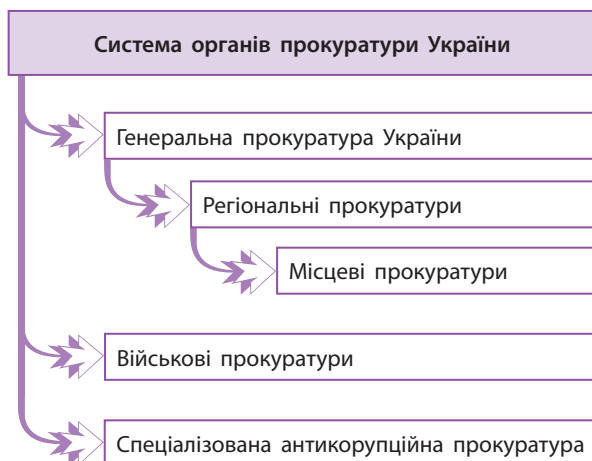 Система органів прокуратури України
Генеральна прокуратура України
Регіональні прокуратури
Місцеві прокуратури
Військові прокуратури
Спеціалізована антикорупційна прокуратура